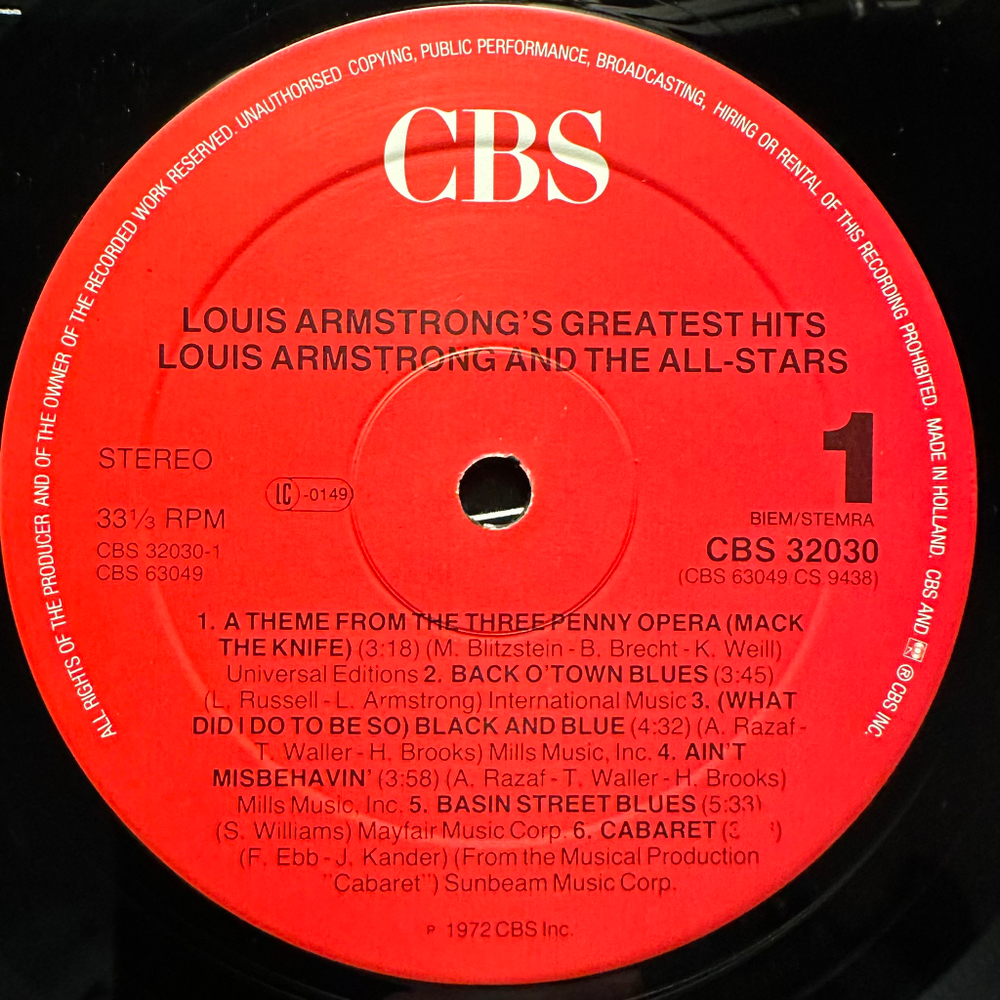 ALL RIGHTS OF THE PRODUCER AND OF THE OWNER OF THE RECORDED WORK RESERVED. UNAUTHORISED COPYING, PUBLIC PERFORMANCE, BROADCASTING, HIRING OR RENTAL OF THIS RECORDING PROHIBITED. MADE IN HOLLAND. CBS AND ℗ CBS INC.
CBS
LOUIS ARMSTRONG'S GREATEST HITS
LOUIS ARMSTRONG AND THE ALL-STARS
STEREO
LC -0149
33⅓ RPM
CBS 32030-1
CBS 63049
1
BIEM/STEMRA
CBS 32030
(CBS 63049 CS 9438)
1. A THEME FROM THE THREE PENNY OPERA (MACK
THE KNIFE) (3:18) (M. Blitzstein - B. Brecht - K. Weill)
Universal Editions 2. BACK O'TOWN BLUES (3:45)
(L. Russell - L. Armstrong) International Music 3. (WHAT
DID I DO TO BE SO) BLACK AND BLUE (4:32) (A. Razaf -
T. Waller - H. Brooks) Mills Music, Inc. 4. AIN'T
MISBEHAVIN' (3:58) (A. Razaf - T. Waller - H. Brooks)
Mills Music, Inc. 5. BASIN STREET BLUES (5:33)
(S. Williams) Mayfair Music Corp. 6. CABARET
(F. Ebb - J. Kander) (From the Musical Production
"Cabaret") Sunbeam Music Corp.
℗ 1972 CBS Inc.